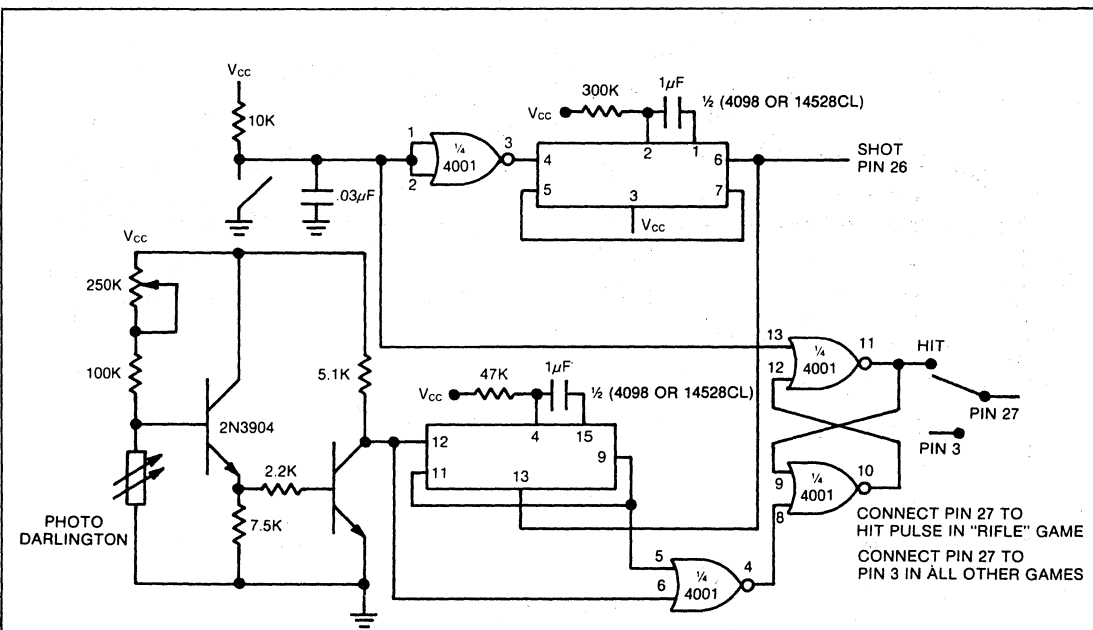 Vcc
10K
.03μF
1
2
¼
4001
3
300K
Vcc
1μF
½ (4098 OR 14528CL)
2
1
4
5
3
6
7
Vcc
SHOT
PIN 26
Vcc
250K
100K
2N3904
5.1K
2.2K
7.5K
PHOTO
DARLINGTON
47K
Vcc
1μF
½ (4098 OR 14528CL)
4
15
12
11
13
9
5
6
¼
4001
4
13
12
¼
4001
11
HIT
PIN 27
PIN 3
9
8
¼
4001
10
CONNECT PIN 27 TO
HIT PULSE IN "RIFLE" GAME
CONNECT PIN 27 TO
PIN 3 IN ALL OTHER GAMES